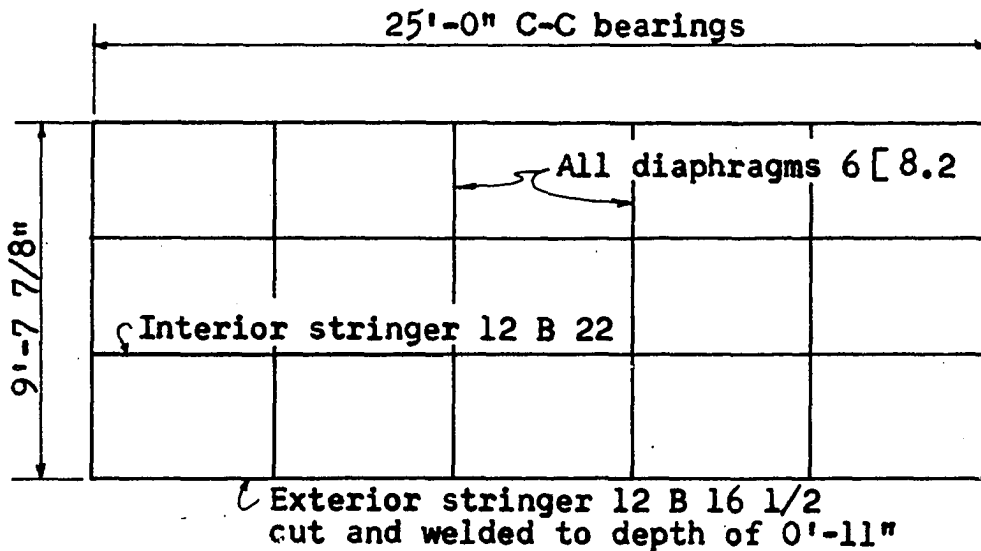 25'-0" C-C bearings
All diaphragms 6 [ 8.2
9'-7 7/8"
Interior stringer 12 B 22
Exterior stringer 12 B 16 1/2
cut and welded to depth of 0'-11"